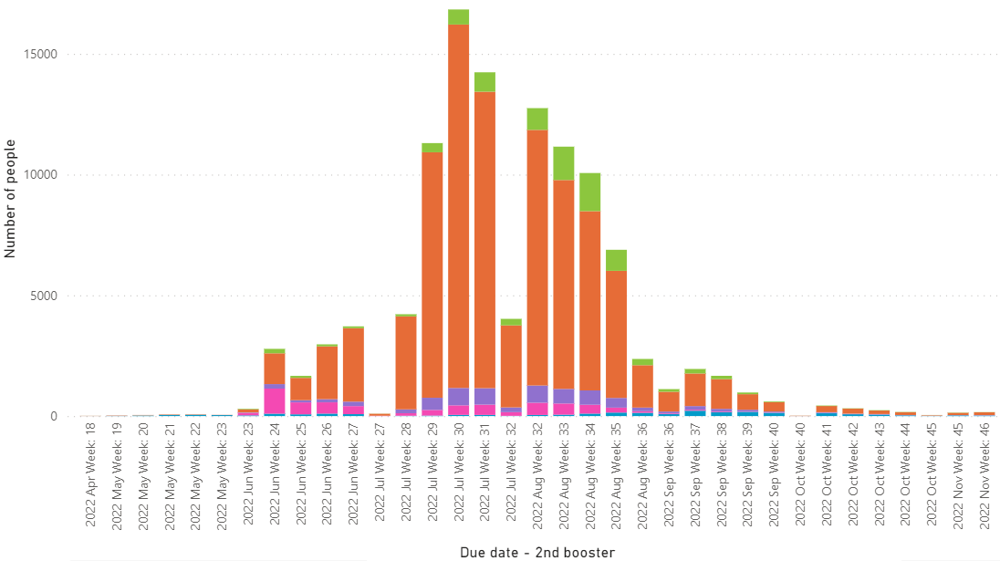 15000
10000
5000
0
Number of people
2022 Apr Week: 18
2022 May Week: 19
2022 May Week: 20
2022 May Week: 21
2022 May Week: 22
2022 May Week: 23
2022 Jun Week: 23
2022 Jun Week: 24
2022 Jun Week: 25
2022 Jun Week: 26
2022 Jun Week: 27
2022 Jul Week: 27
2022 Jul Week: 28
2022 Jul Week: 29
2022 Jul Week: 30
2022 Jul Week: 31
2022 Jul Week: 32
2022 Aug Week: 32
2022 Aug Week: 33
2022 Aug Week: 34
2022 Aug Week: 35
2022 Aug Week: 36
2022 Sep Week: 36
2022 Sep Week: 37
2022 Sep Week: 38
2022 Sep Week: 39
2022 Sep Week: 40
2022 Oct Week: 40
2022 Oct Week: 41
2022 Oct Week: 42
2022 Oct Week: 43
2022 Oct Week: 44
2022 Oct Week: 45
2022 Nov Week: 45
2022 Nov Week: 46
Due date - 2nd booster